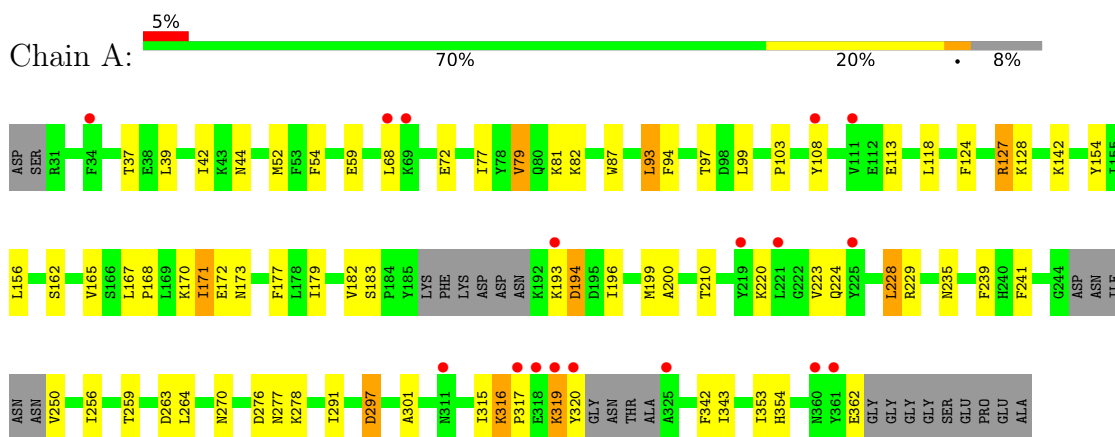 5%
Chain A:
70% 20% • 8%
ASP SER R31 F34 T37 E38 L39 I42 K43 N44 M52 F53 F54 E59 L68 K69 E72 I77 Y78 V79 Q80 K81 K82 W87 L93 F94 T97 D98 L99 P103 Y108 V111 E112 E113 L118 F124 R127 K128 K142 Y154 I155
L156 S162 V165 S166 L167 P168 L169 K170 I171 E172 N173 F177 L178 I179 V182 S183 P184 Y185 LYS PHE LYS ASP ASP ASN K192 K193 D194 D195 I196 M199 A200 T210 Y219 K220 L221 G222 V223 Q224 Y225 L228 R229 N235 F239 H240 F241 G244 ASP ASN ILE
ASN ASN V250 I256 T259 D263 L264 N270 D276 N277 K278 I291 D297 A301 N311 I315 K316 P317 E318 K319 Y320 GLY ASN THR ALA A325 F342 I343 I353 H354 N360 Y361 E362 GLY GLY GLY GLY SER GLU PRO GLU ALA